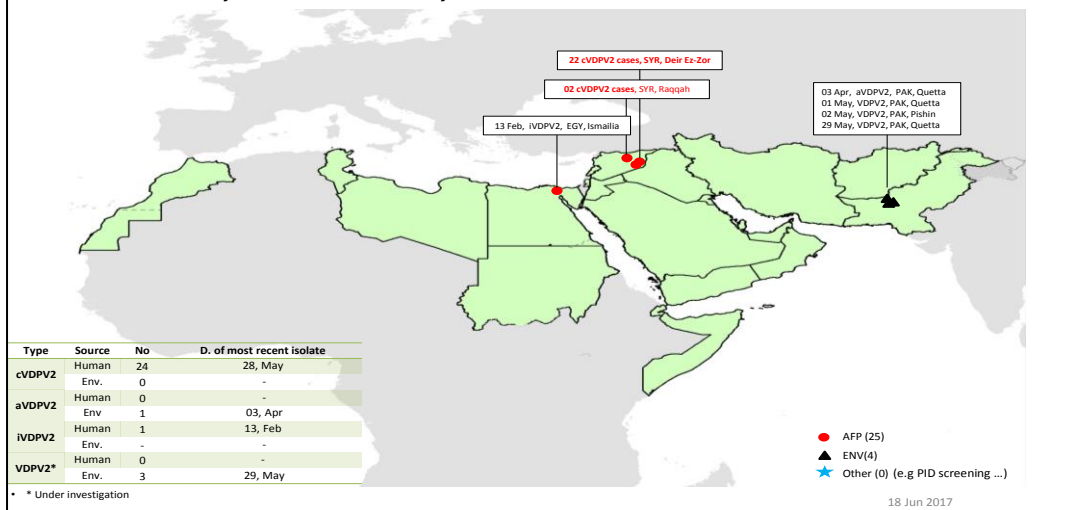 22 cVDPV2 cases, SYR, Deir Ez-Zor
02 cVDPV2 cases, SYR, Raqqah
13 Feb, iVDPV2, EGY, Ismailia
03 Apr, aVDPV2, PAK, Quetta
01 May, VDPV2, PAK, Quetta
02 May, VDPV2, PAK, Pishin
29 May, VDPV2, PAK, Quetta
Type Source No D. of most recent isolate
cVDPV2 Human 24 28, May
Env. 0 -
aVDPV2 Human 0 -
Env 1 03, Apr
iVDPV2 Human 1 13, Feb
Env. - -
VDPV2* Human 0 -
Env. 3 29, May
• * Under investigation
AFP (25)
ENV(4)
Other (0) (e.g PID screening ...)
18 Jun 2017